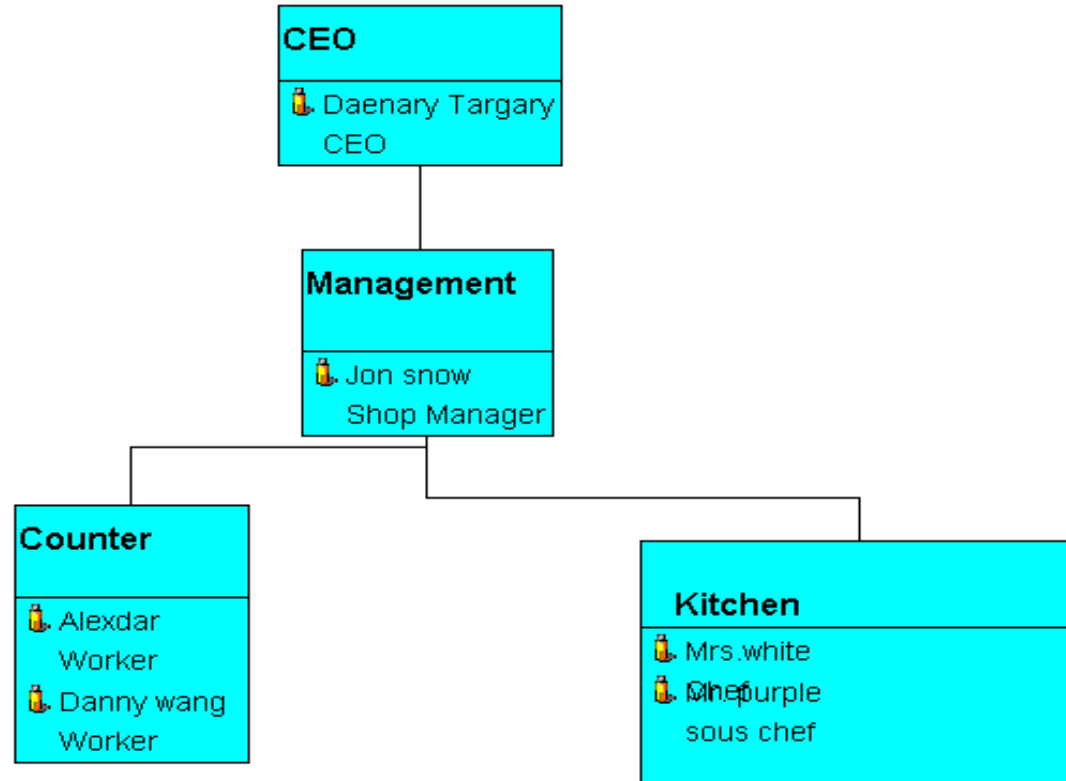 CEO
Daenary Targary
CEO
Management
Jon snow
Shop Manager
Counter
Alexdar
Worker
Danny wang
Worker
Kitchen
Mrs.white
Chef
Mr. purple
sous chef